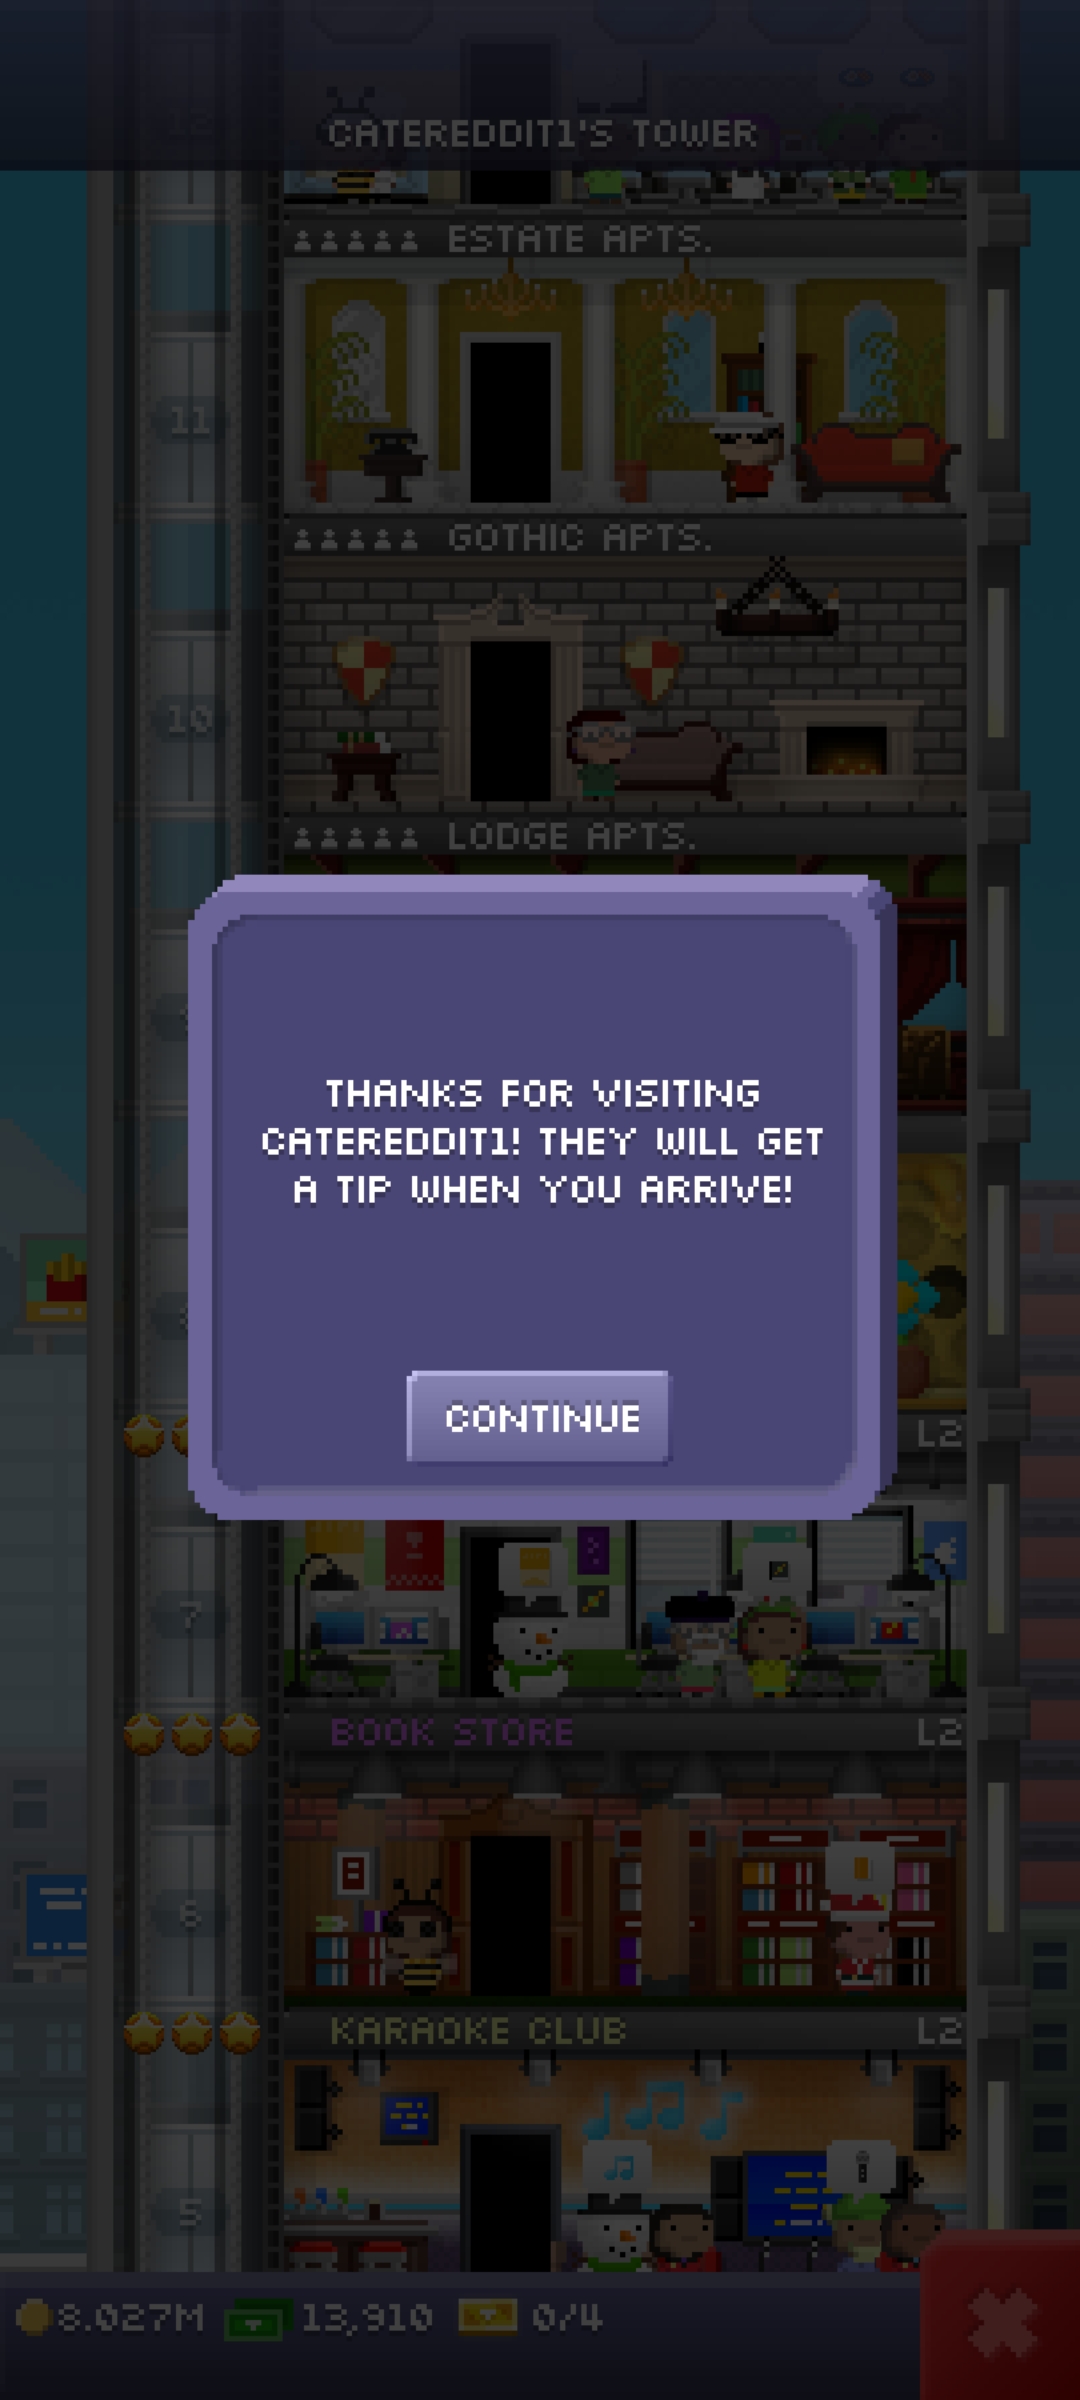 CATEREDDIT1'S TOWER
ESTATE APTS.
11
GOTHIC APTS.
10
LODGE APTS.
THANKS FOR VISITING
CATEREDDIT1! THEY WILL GET
A TIP WHEN YOU ARRIVE!
CONTINUE
L2
7
BOOK STORE L2
6
KARAOKE CLUB L2
5
8.027M 13,910 0/4